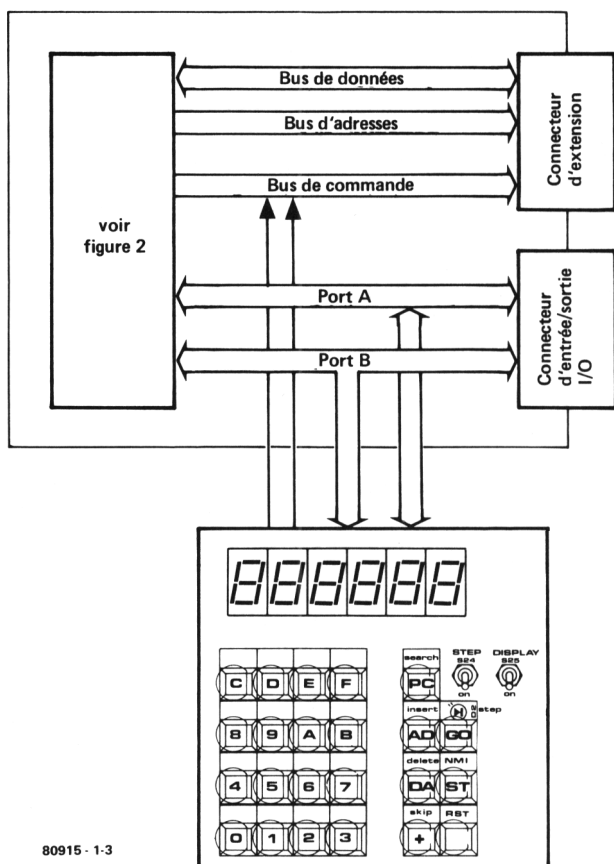 Bus de données
Bus d'adresses
Bus de commande
Connecteur
d'extension
voir
figure 2
Port A
Port B
Connecteur
d'entrée/sortie
I/O
888888
search
STEP
S24
DISPLAY
S25
on
on
C D E F
PC
insert
step
8 9 A B
AD GO
delete NMI
4 5 6 7
DA ST
skip RST
0 1 2 3
+
80915 - 1-3